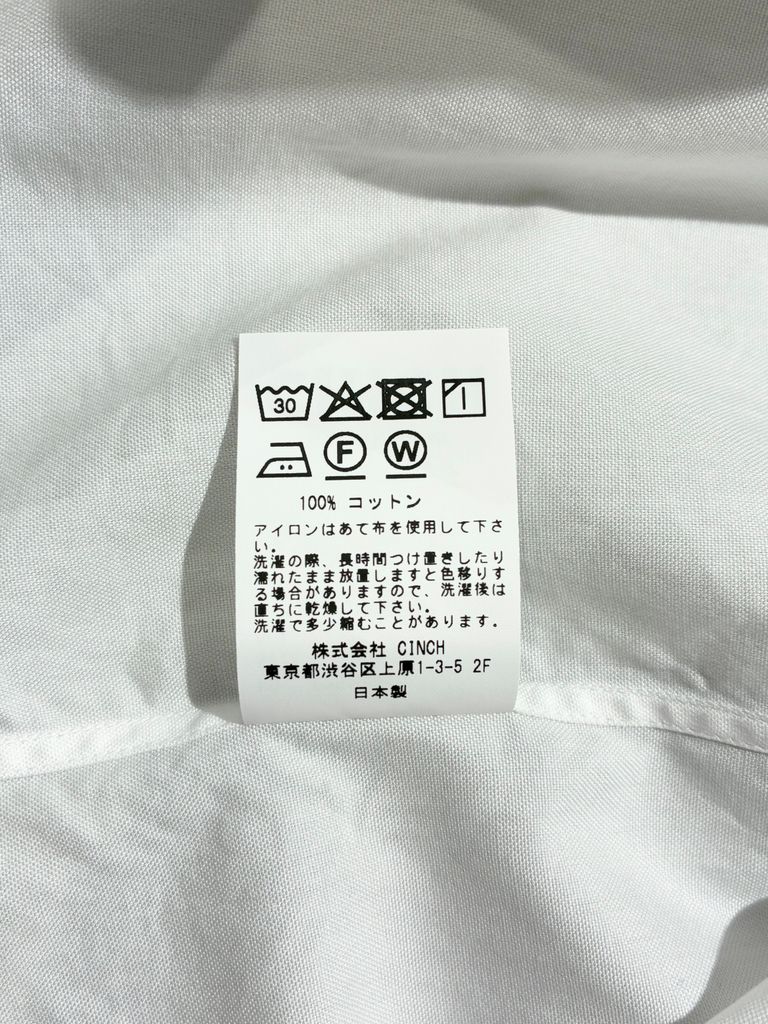 30
F W
100% コットン
アイロンはあて布を使用して下さ
い。
洗濯の際、長時間つけ置きしたり
濡れたまま放置しますと色移りす
る場合がありますので、洗濯後は
直ちに乾燥して下さい。
洗濯で多少縮むことがあります。
株式会社 CINCH
東京都渋谷区上原1-3-5 2F
日本製